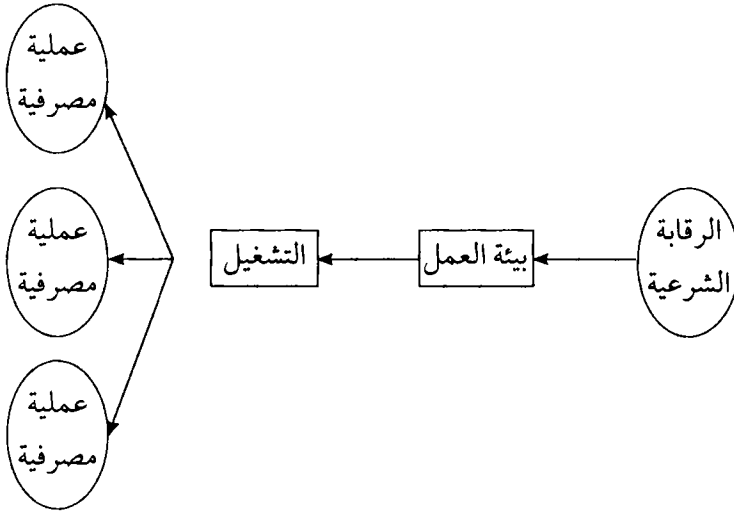 عملية
مصرفية
الرقابة
الشرعية
بيئة العمل
التشغيل
عملية
مصرفية
عملية
مصرفية